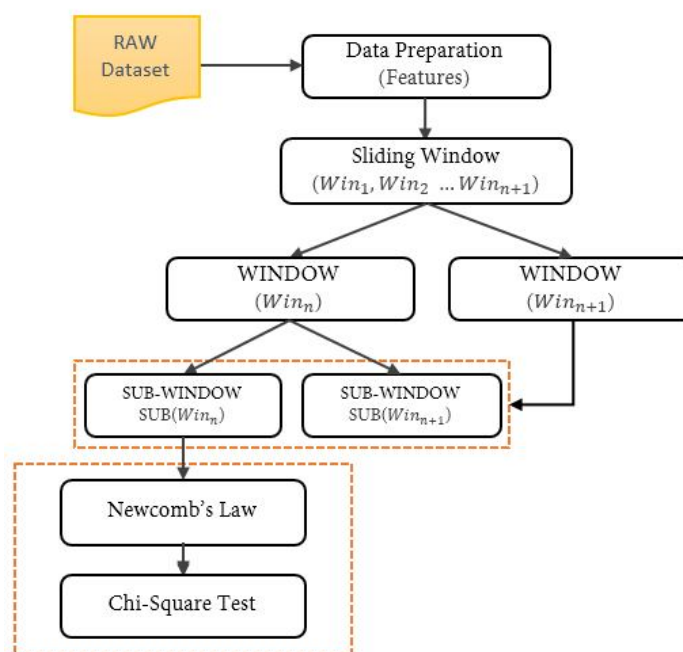 RAW
Dataset
Data Preparation
(Features)
Sliding Window
(Win₁, Win₂ ... Winₙ₊₁)
WINDOW
(Winₙ)
WINDOW
(Winₙ₊₁)
SUB-WINDOW
SUB(Winₙ)
SUB-WINDOW
SUB(Winₙ₊₁)
Newcomb's Law
Chi-Square Test